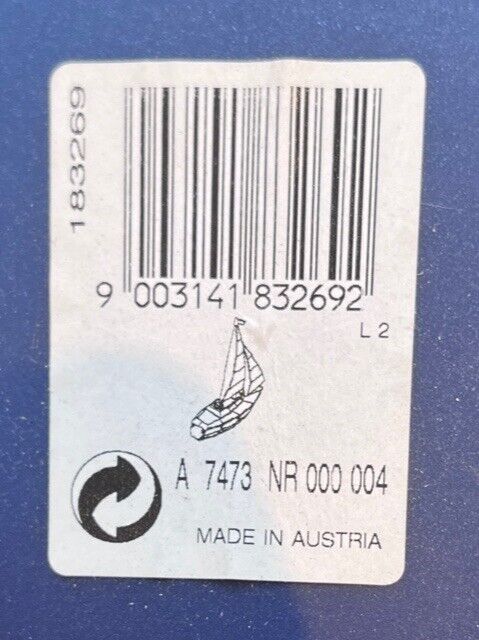 183269
9 003141 832692
L 2
A 7473 NR 000 004
MADE IN AUSTRIA